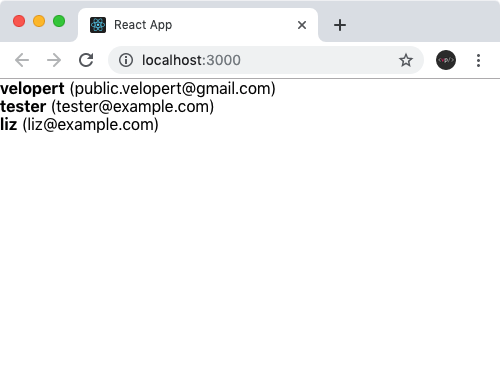 React App
localhost:3000
velopert (public.velopert@gmail.com)
tester (tester@example.com)
liz (liz@example.com)